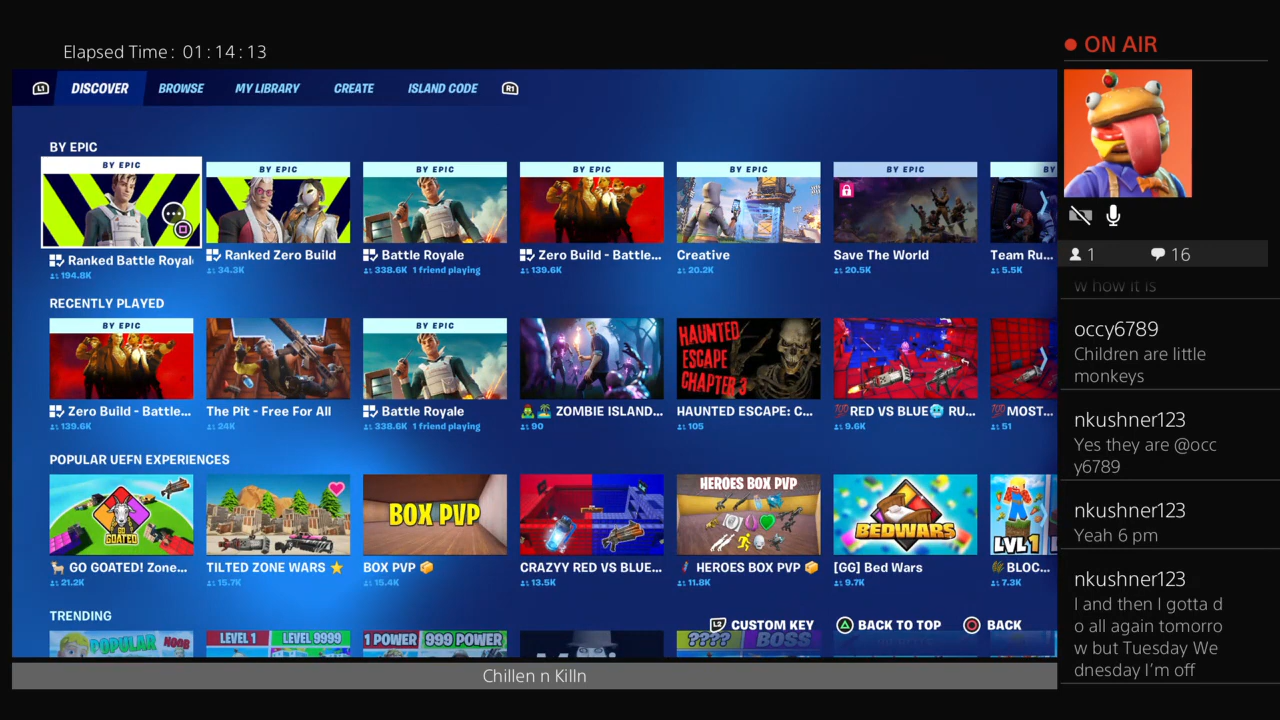 Elapsed Time: 01:14:13
ON AIR
L1 DISCOVER BROWSE MY LIBRARY CREATE ISLAND CODE R1
BY EPIC
BY EPIC BY EPIC BY EPIC BY EPIC BY EPIC BY EPIC BY
Ranked Battle Royal Ranked Zero Build Battle Royale Zero Build - Battle... Creative Save The World Team Ru...
194.8K 34.3K 338.6K 1 friend playing 139.6K 20.2K 20.5K 5.5K
1 16
RECENTLY PLAYED
BY EPIC BY EPIC
HAUNTED
ESCAPE
CHAPTER 3
Zero Build - Battle... The Pit - Free For All Battle Royale ZOMBIE ISLAND... HAUNTED ESCAPE: C... 💯RED VS BLUE🥶 RU... 💯MOST...
139.6K 24K 338.6K 1 friend playing 90 105 9.6K 51
POPULAR UEFN EXPERIENCES
GO GOATED
BOX PVP
HEROES BOX PVP
BEDWARS
LVL1
GO GOATED! Zone... TILTED ZONE WARS ⭐ BOX PVP CRAZYY RED VS BLUE... HEROES BOX PVP [GG] Bed Wars BLOC...
21.2K 15.7K 15.4K 13.5K 11.8K 9.7K 7.3K
TRENDING
L2 CUSTOM KEY BACK TO TOP BACK
POPULAR NOOB LEVEL 1 LEVEL 9999 1 POWER 999 POWER ???? BOSS
Chillen n Killn
w how it is
occy6789
Children are little
monkeys
nkushner123
Yes they are @occ
y6789
nkushner123
Yeah 6 pm
nkushner123
I and then I gotta d
o all again tomorro
w but Tuesday We
dnesday I'm off